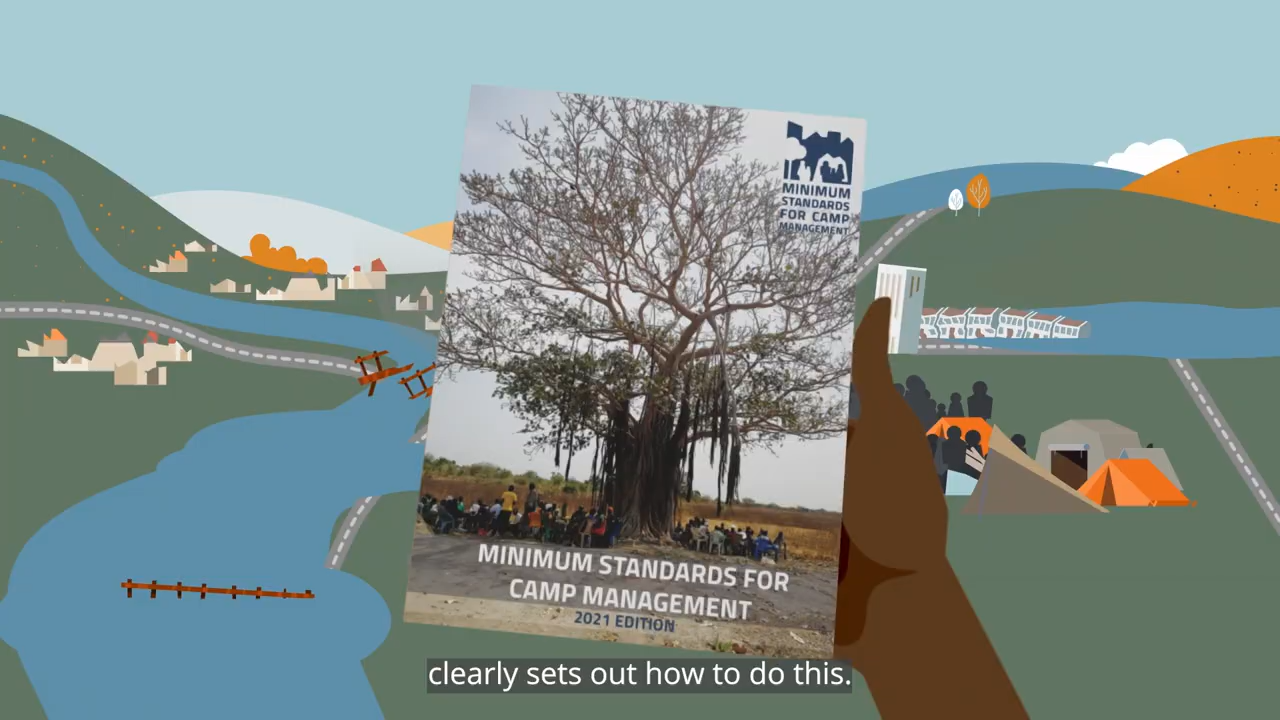 MINIMUM
STANDARDS
FOR CAMP
MANAGEMENT
MINIMUM STANDARDS FOR
CAMP MANAGEMENT
2021 EDITION
clearly sets out how to do this.